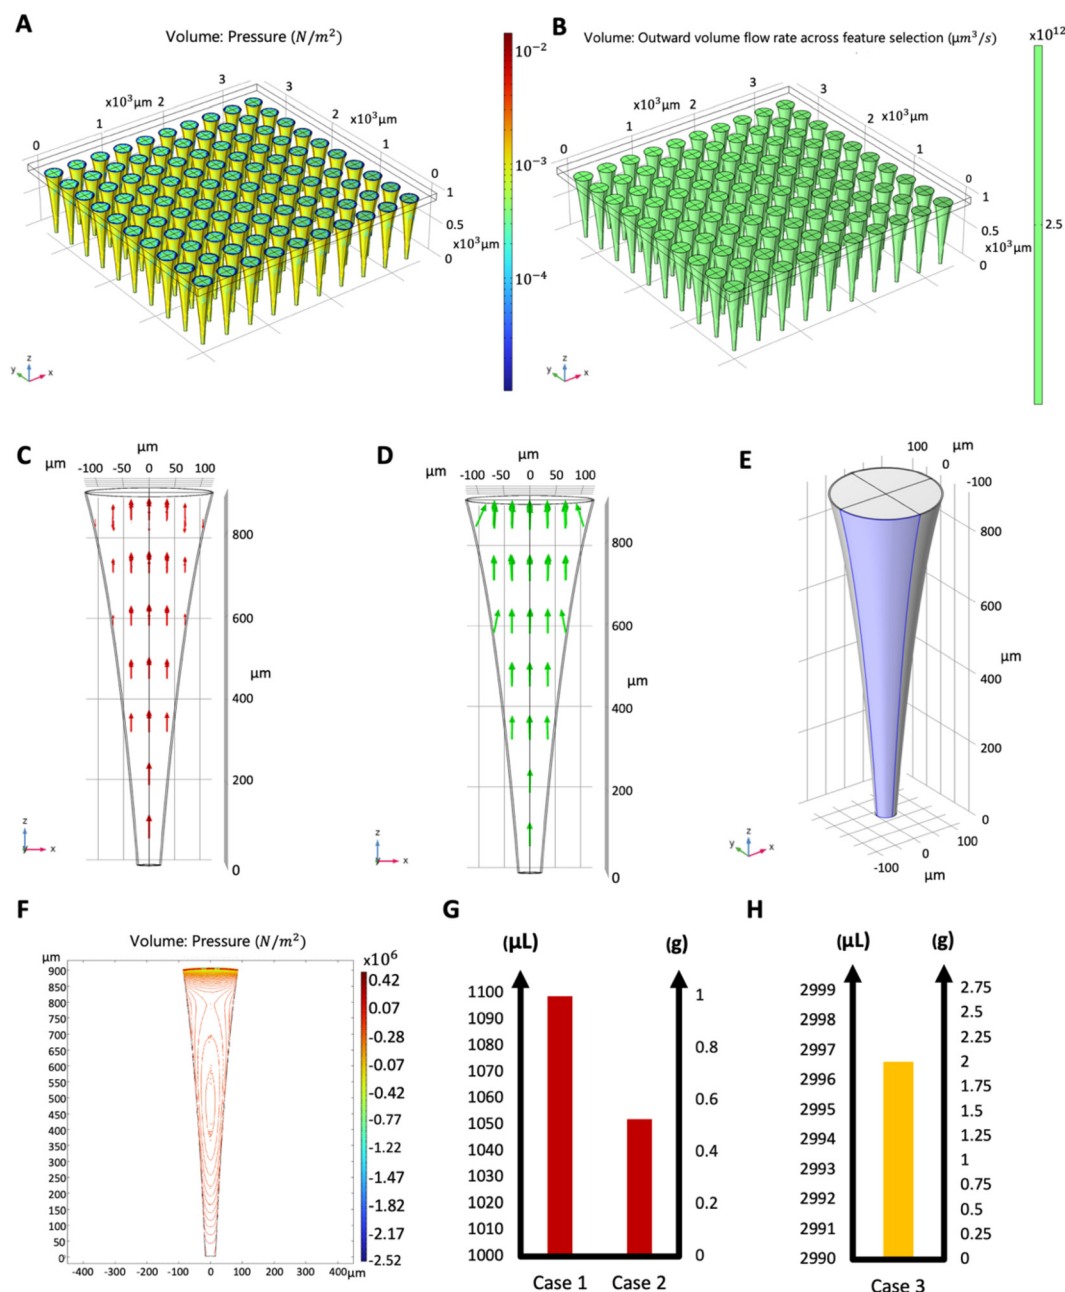 A
Volume: Pressure (N/m²)
3
3
x10³µm
2
2
x10³µm
1
1
0
0
1
0.5
x10³µm
0
10⁻²
10⁻³
10⁻⁴
z
y
x
B
Volume: Outward volume flow rate across feature selection (µm³/s)
x10¹²
3
3
x10³µm
2
2
x10³µm
1
1
0
0
1
0.5
x10³µm
0
2.5
z
y
x
C
µm
µm
-100 -50 0 50 100
800
600
µm
400
200
0
z
y
x
D
µm
µm
-100 -50 0 50 100
800
600
µm
400
200
0
z
x
E
µm
100
0
-100
800
600
µm
400
200
0
100
0
-100
µm
z
y
x
F
Volume: Pressure (N/m²)
µm
900
850
800
750
700
650
600
550
500
450
400
350
300
250
200
150
100
50
0
-400 -200 0 200 400 µm
x10⁶
0.42
0.07
-0.28
-0.07
-0.42
-0.77
-1.22
-1.47
-1.82
-2.17
-2.52
G
(µL)
(g)
1100
1090
1080
1070
1060
1050
1040
1030
1020
1010
1000
1
0.8
0.6
0.4
0.2
0
Case 1 Case 2
H
(µL)
(g)
2999
2998
2997
2996
2995
2994
2993
2992
2991
2990
2.75
2.5
2.25
2
1.75
1.5
1.25
1
0.75
0.5
0.25
0
Case 3